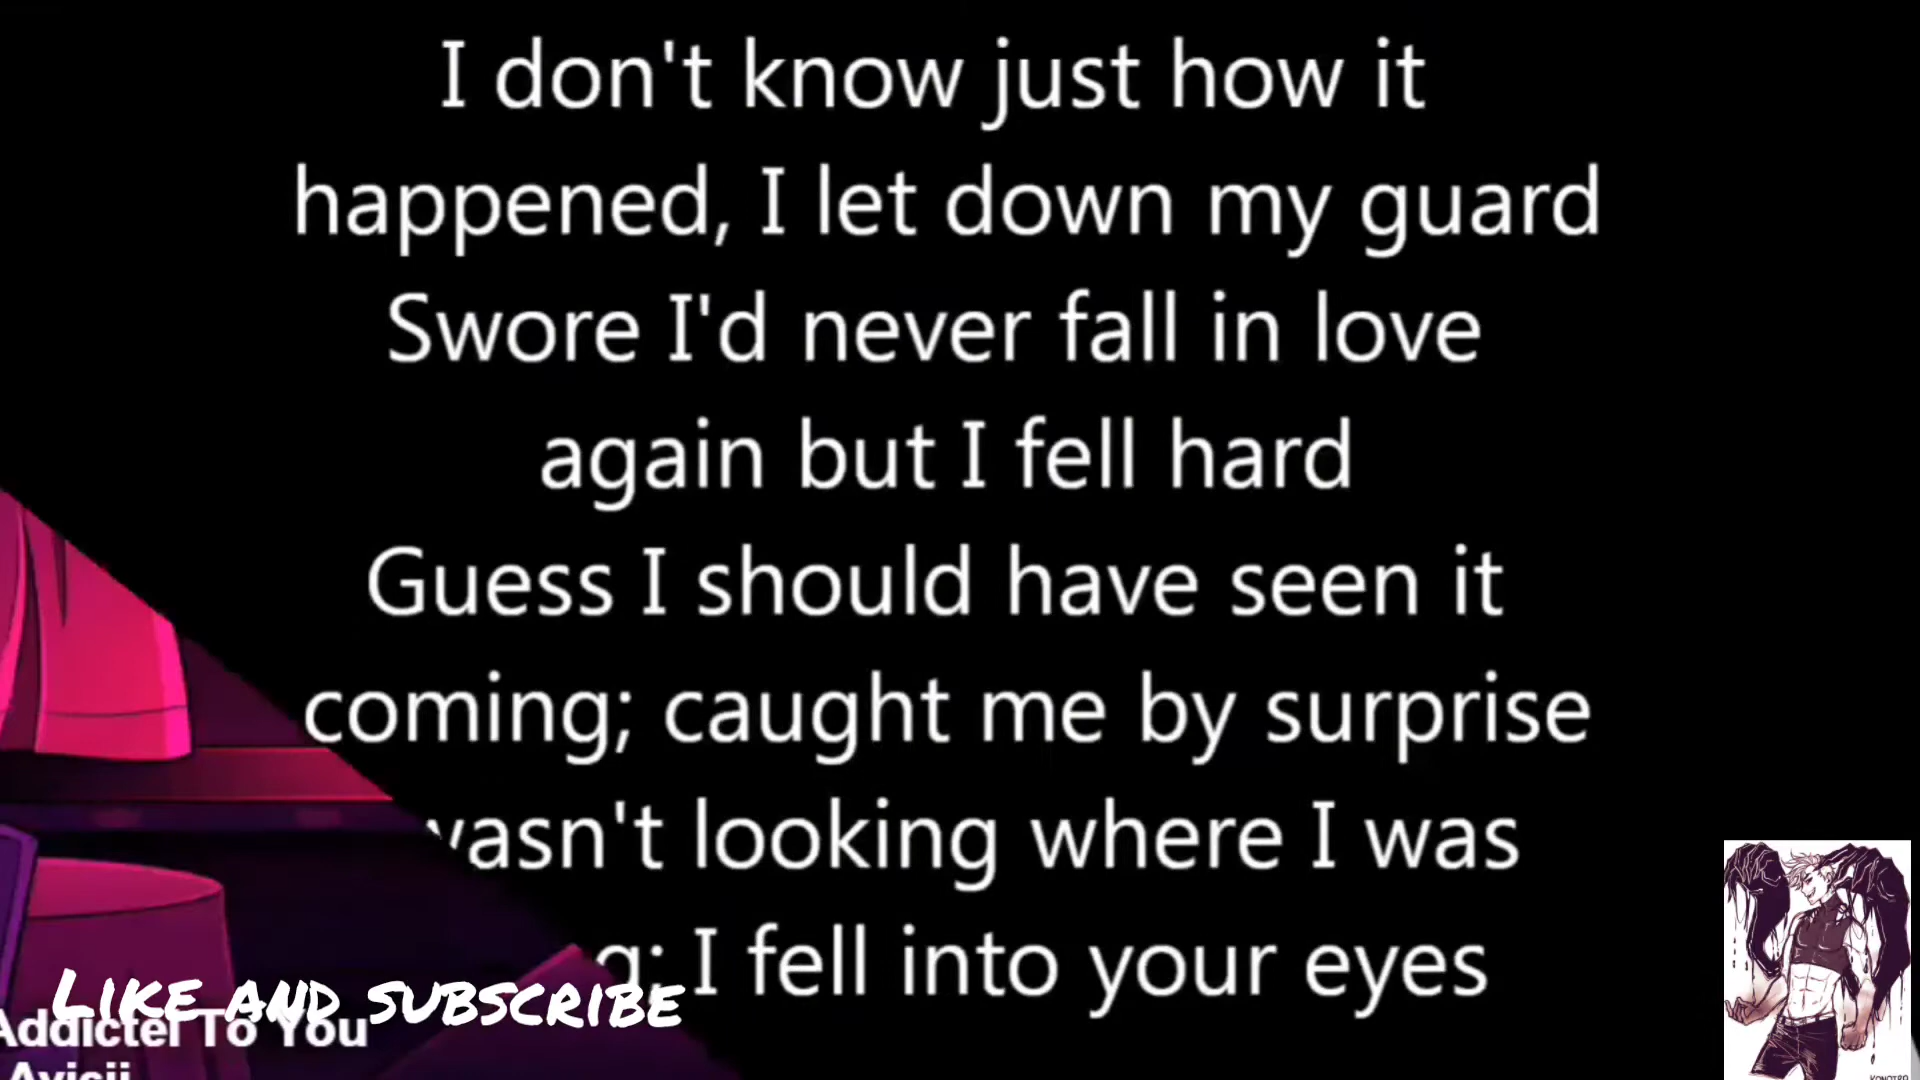 I don't know just how it
happened, I let down my guard
Swore I'd never fall in love
again but I fell hard
Guess I should have seen it
coming; caught me by surprise
wasn't looking where I was
I fell into your eyes
Like and subscribe
To You
Avicii